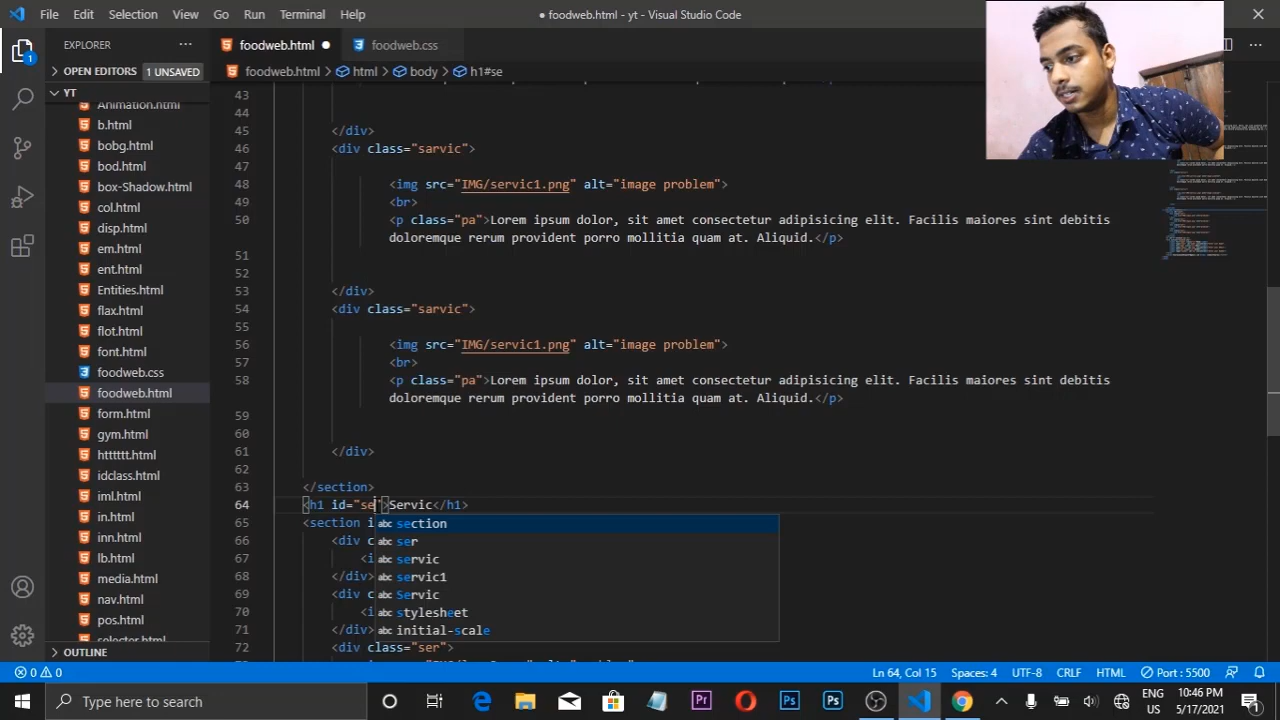 File Edit Selection View Go Run Terminal Help
● foodweb.html - yt - Visual Studio Code
EXPLORER
foodweb.html ● foodweb.css
OPEN EDITORS 1 UNSAVED
foodweb.html > html > body > h1#se
YT
Animation.html
b.html
bobg.html
bod.html
box-Shadow.html
col.html
disp.html
em.html
ent.html
Entities.html
flax.html
flot.html
font.html
foodweb.css
foodweb.html
form.html
gym.html
htttttt.html
idclass.html
iml.html
in.html
inn.html
lb.html
media.html
nav.html
pos.html
selector.html
OUTLINE
43
44
45 </div>
46 <div class="sarvic">
47
48 <img src="IMG/servic1.png" alt="image problem">
49 <br>
50 <p class="pa">Lorem ipsum dolor, sit amet consectetur adipisicing elit. Facilis maiores sint debitis
doloremque rerum provident porro mollitia quam at. Aliquid.</p>
51
52
53 </div>
54 <div class="sarvic">
55
56 <img src="IMG/servic1.png" alt="image problem">
57 <br>
58 <p class="pa">Lorem ipsum dolor, sit amet consectetur adipisicing elit. Facilis maiores sint debitis
doloremque rerum provident porro mollitia quam at. Aliquid.</p>
59
60
61 </div>
62
63 </section>
64 <h1 id="se">Servic</h1>
65 <section i
abc section
66 <div c
abc ser
67 <i
abc servic
68 </div>
abc servic1
69 <div c
abc Servic
70 <i
abc stylesheet
71 </div>
abc initial-scale
72 <div class="ser">
0 0 Ln 64, Col 15 Spaces: 4 UTF-8 CRLF HTML Port : 5500
Type here to search
ENG
US
10:46 PM
5/17/2021
1